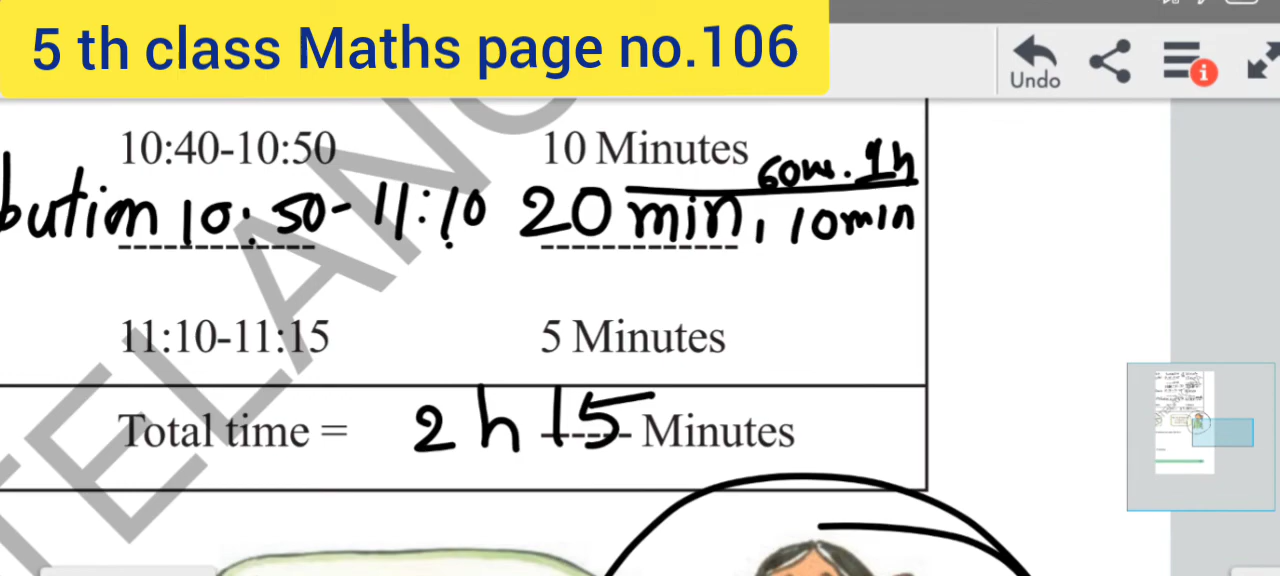 5 th class Maths page no.106
Undo
10:40-10:50 10 Minutes
60m. 1h
bution 10:50-11:10 20 min, 10min
11:10-11:15 5 Minutes
Total time = 2 h 15 Minutes
TELANG